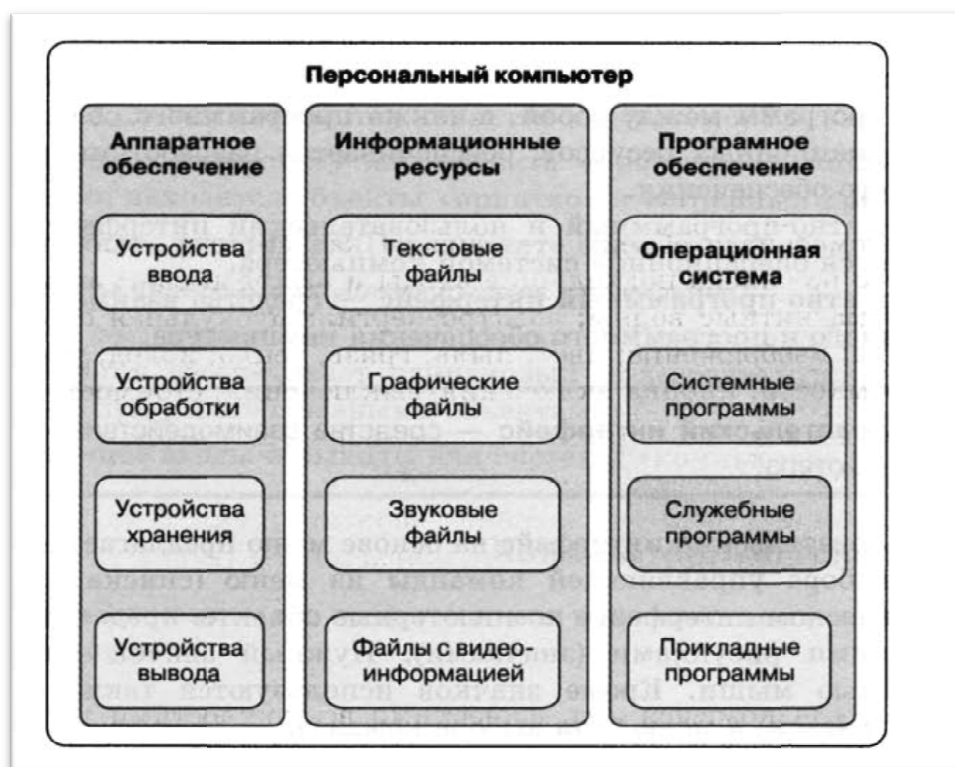 Персональный компьютер
Аппаратное
обеспечение
Устройства
ввода
Устройства
обработки
Устройства
хранения
Устройства
вывода
Информационные
ресурсы
Текстовые
файлы
Графические
файлы
Звуковые
файлы
Файлы с видео-
информацией
Програмное
обеспечение
Операционная
система
Системные
программы
Служебные
программы
Прикладные
программы